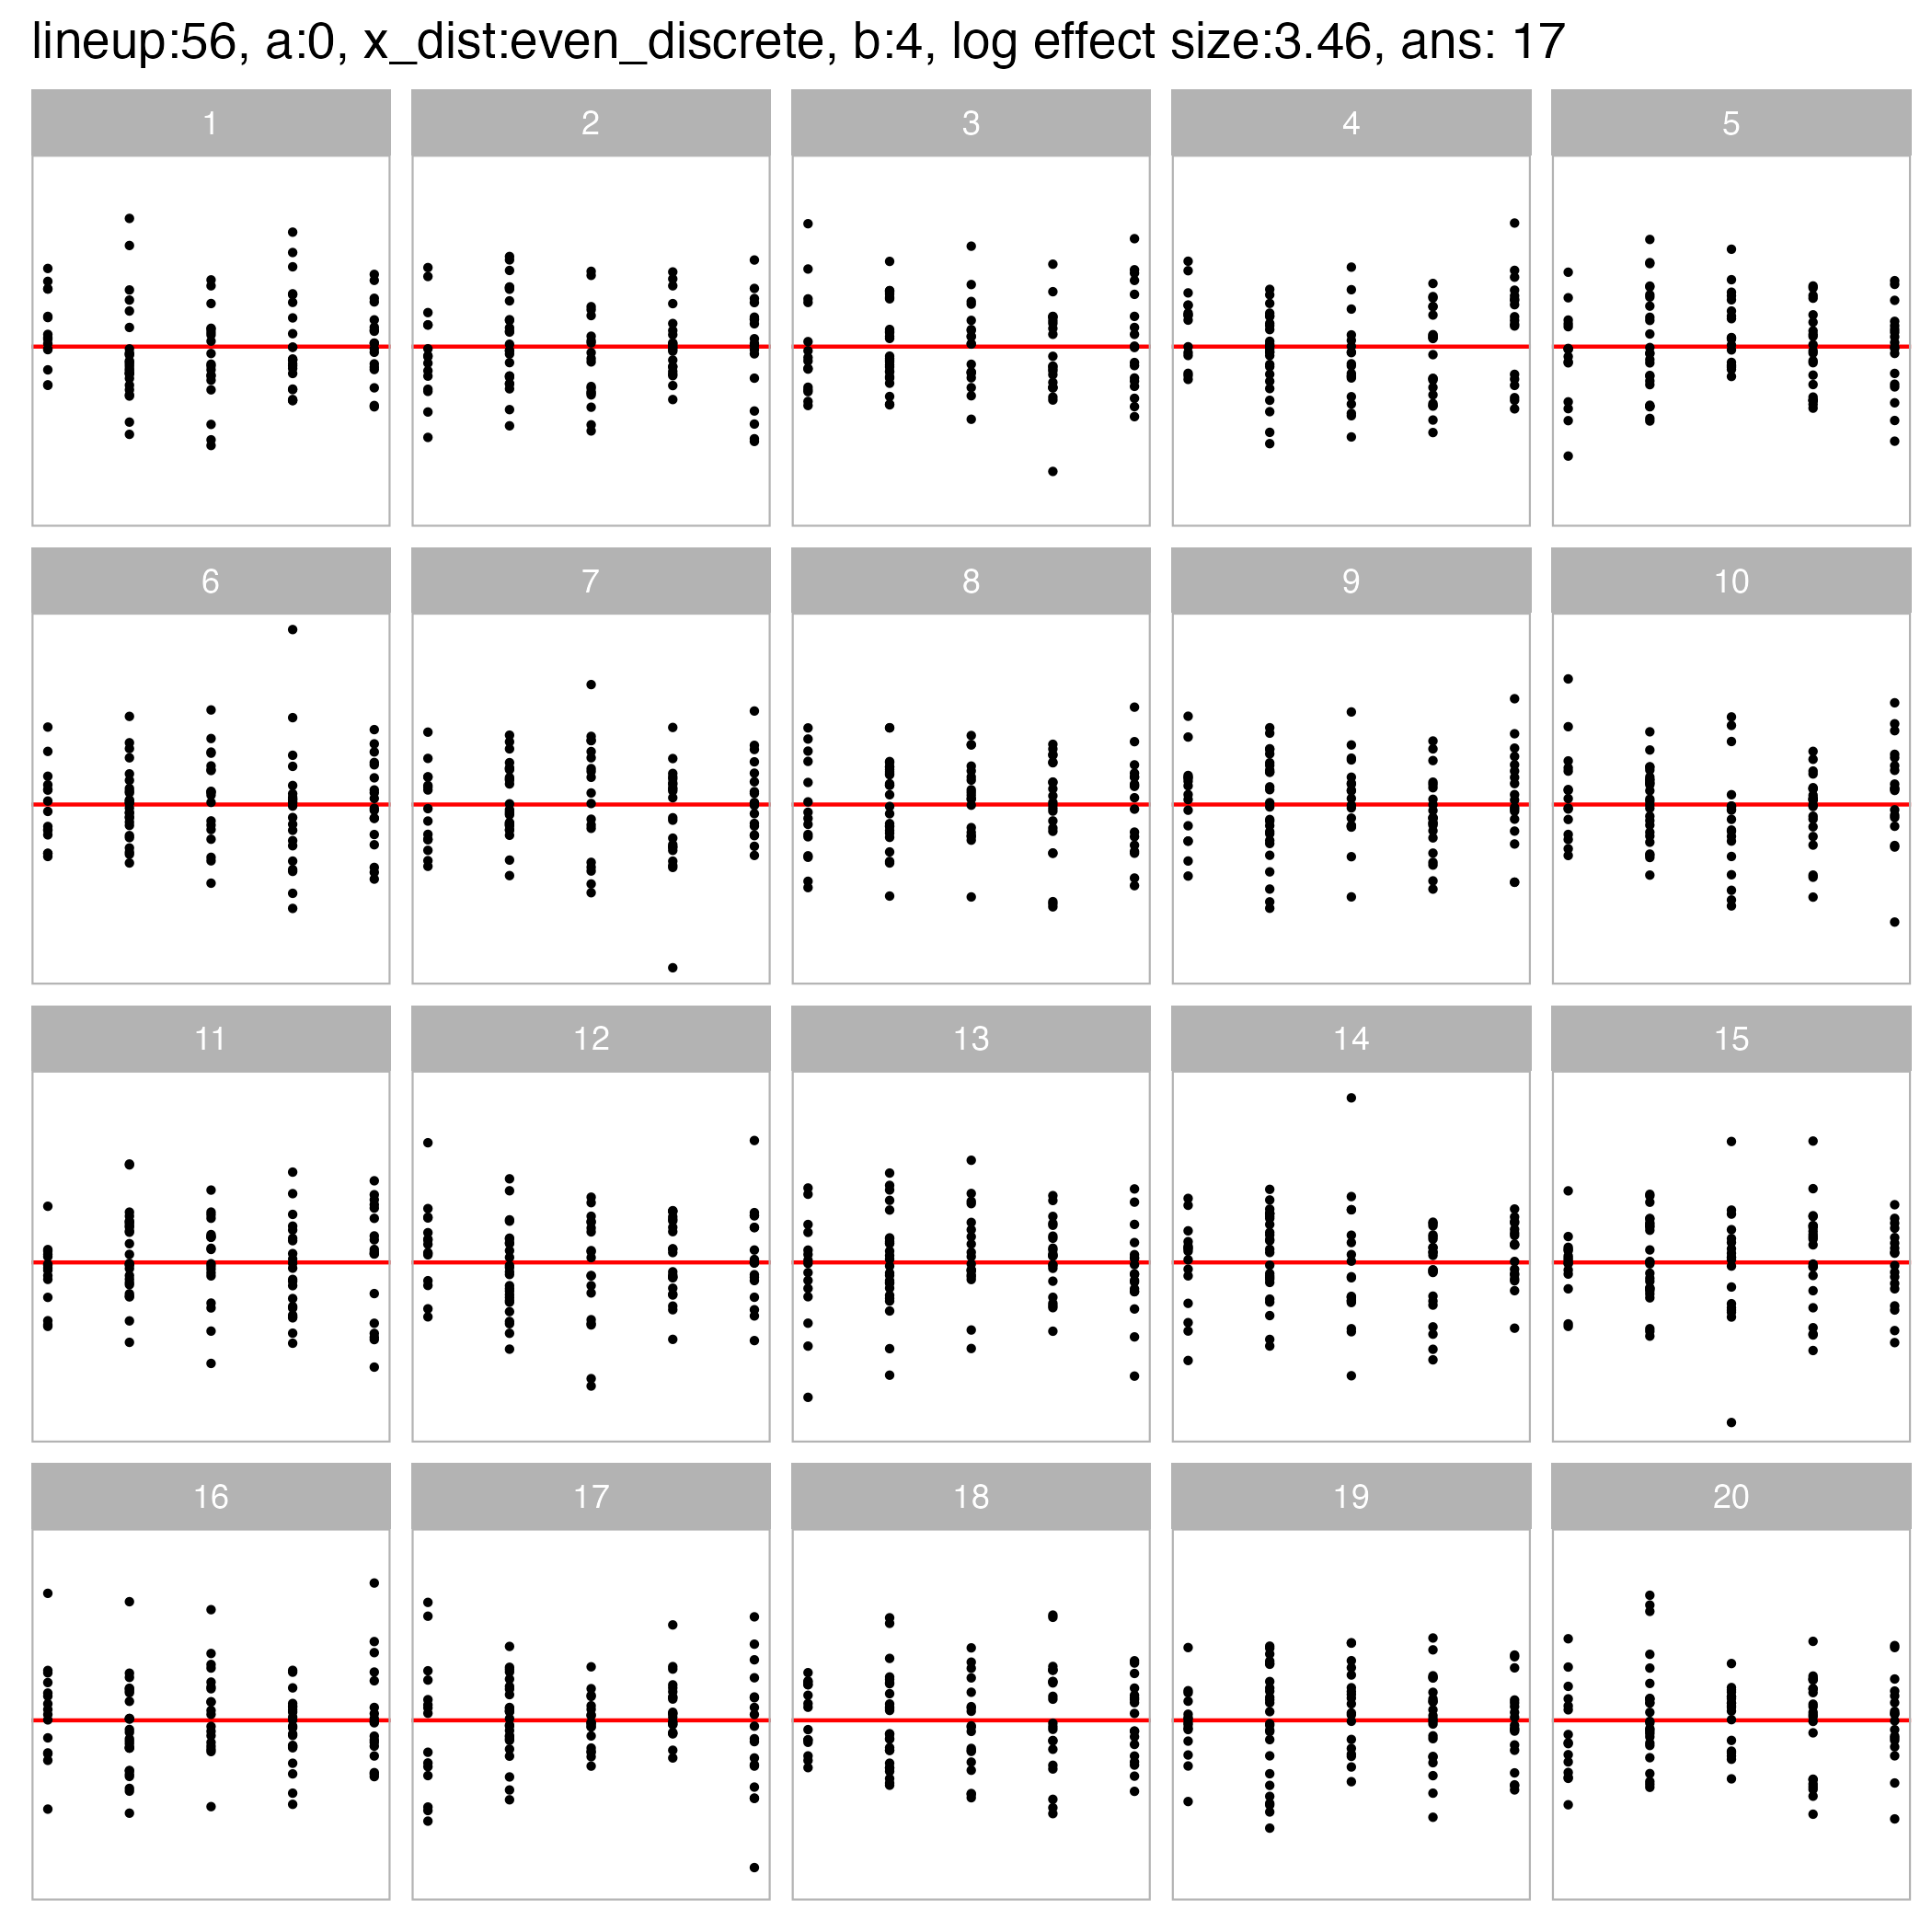 lineup:56, a:0, x_dist:even_discrete, b:4, log effect size:3.46, ans: 17
1 2 3 4 5
6 7 8 9 10
11 12 13 14 15
16 17 18 19 20